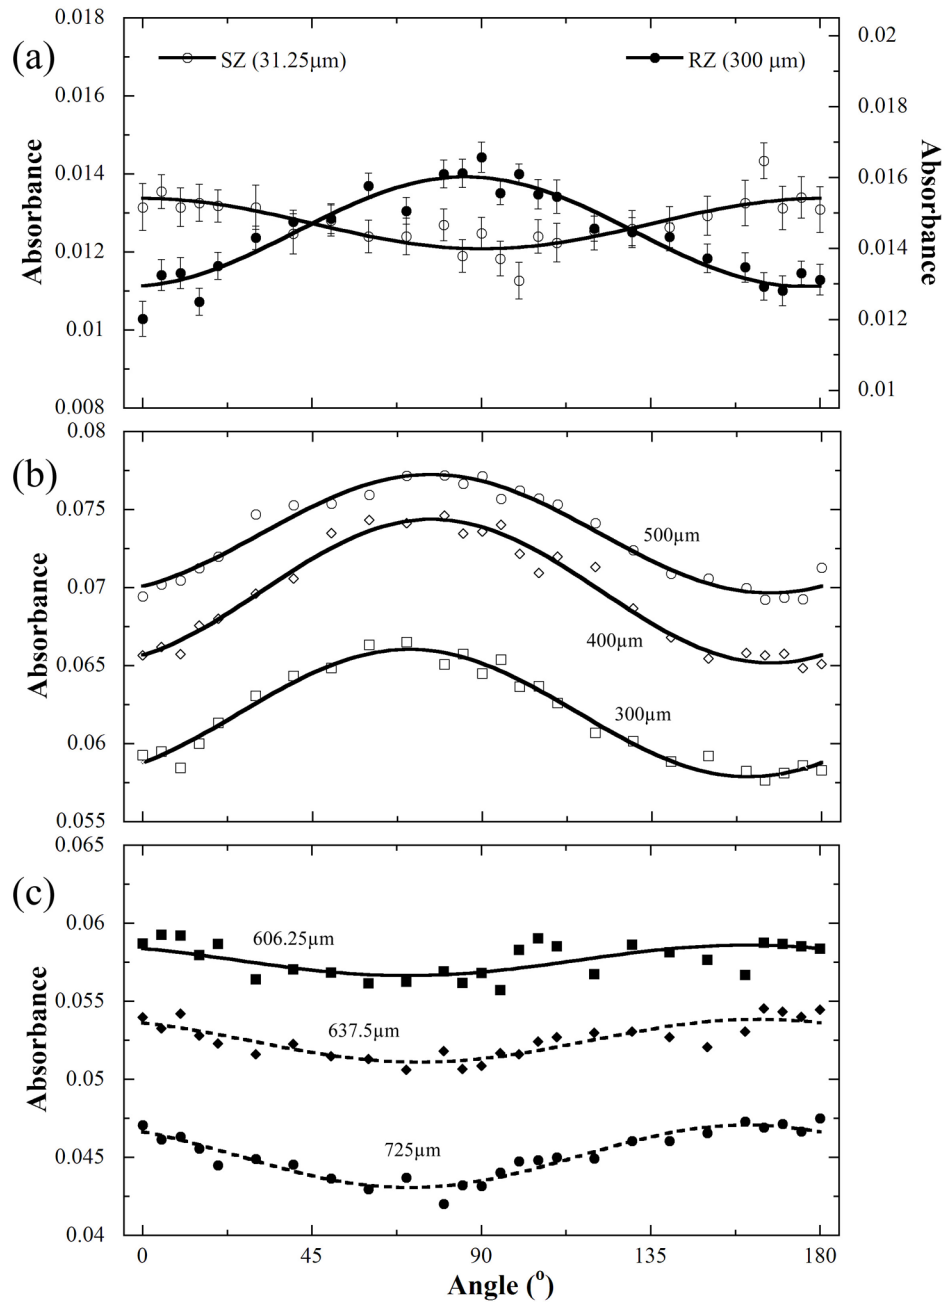 (a)
SZ (31.25μm)
RZ (300 μm)
0.018
0.016
0.014
0.012
0.01
0.008
Absorbance
0.02
0.018
0.016
0.014
0.012
0.01
Absorbance
(b)
0.08
0.075
0.07
0.065
0.06
0.055
Absorbance
500μm
400μm
300μm
(c)
0.065
0.06
0.055
0.05
0.045
0.04
Absorbance
606.25μm
637.5μm
725μm
0 45 90 135 180
Angle (°)